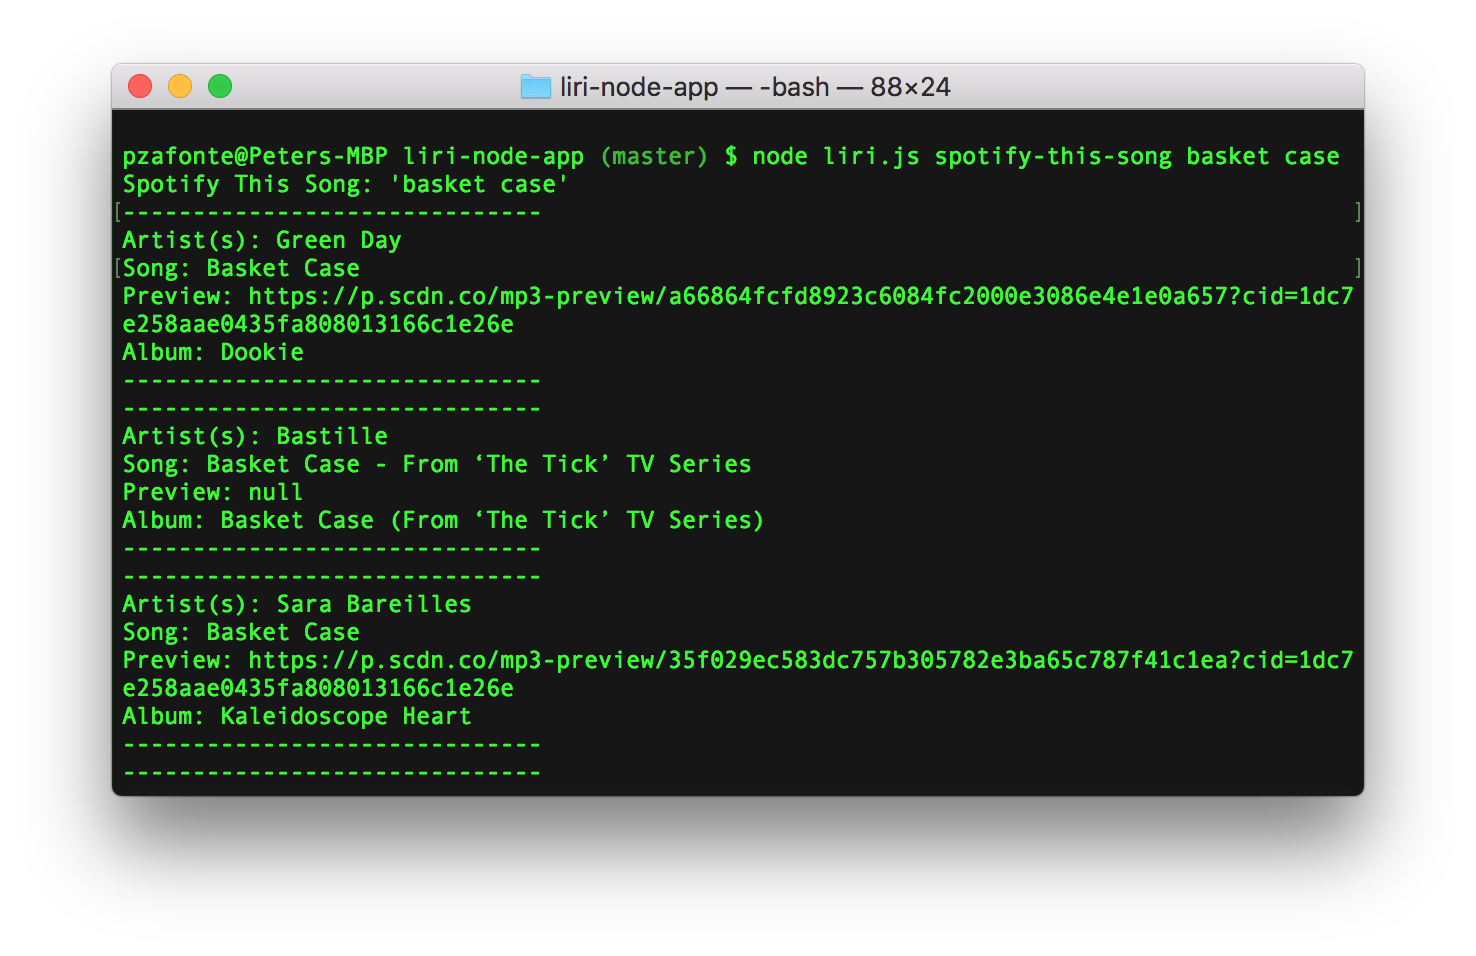 liri-node-app — -bash — 88×24
pzafonte@Peters-MBP liri-node-app (master) $ node liri.js spotify-this-song basket case
Spotify This Song: 'basket case'
[------------------------------ ]
Artist(s): Green Day
[Song: Basket Case ]
Preview: https://p.scdn.co/mp3-preview/a66864fcfd8923c6084fc2000e3086e4e1e0a657?cid=1dc7
e258aae0435fa808013166c1e26e
Album: Dookie
------------------------------
------------------------------
Artist(s): Bastille
Song: Basket Case - From ‘The Tick’ TV Series
Preview: null
Album: Basket Case (From ‘The Tick’ TV Series)
------------------------------
------------------------------
Artist(s): Sara Bareilles
Song: Basket Case
Preview: https://p.scdn.co/mp3-preview/35f029ec583dc757b305782e3ba65c787f41c1ea?cid=1dc7
e258aae0435fa808013166c1e26e
Album: Kaleidoscope Heart
------------------------------
------------------------------